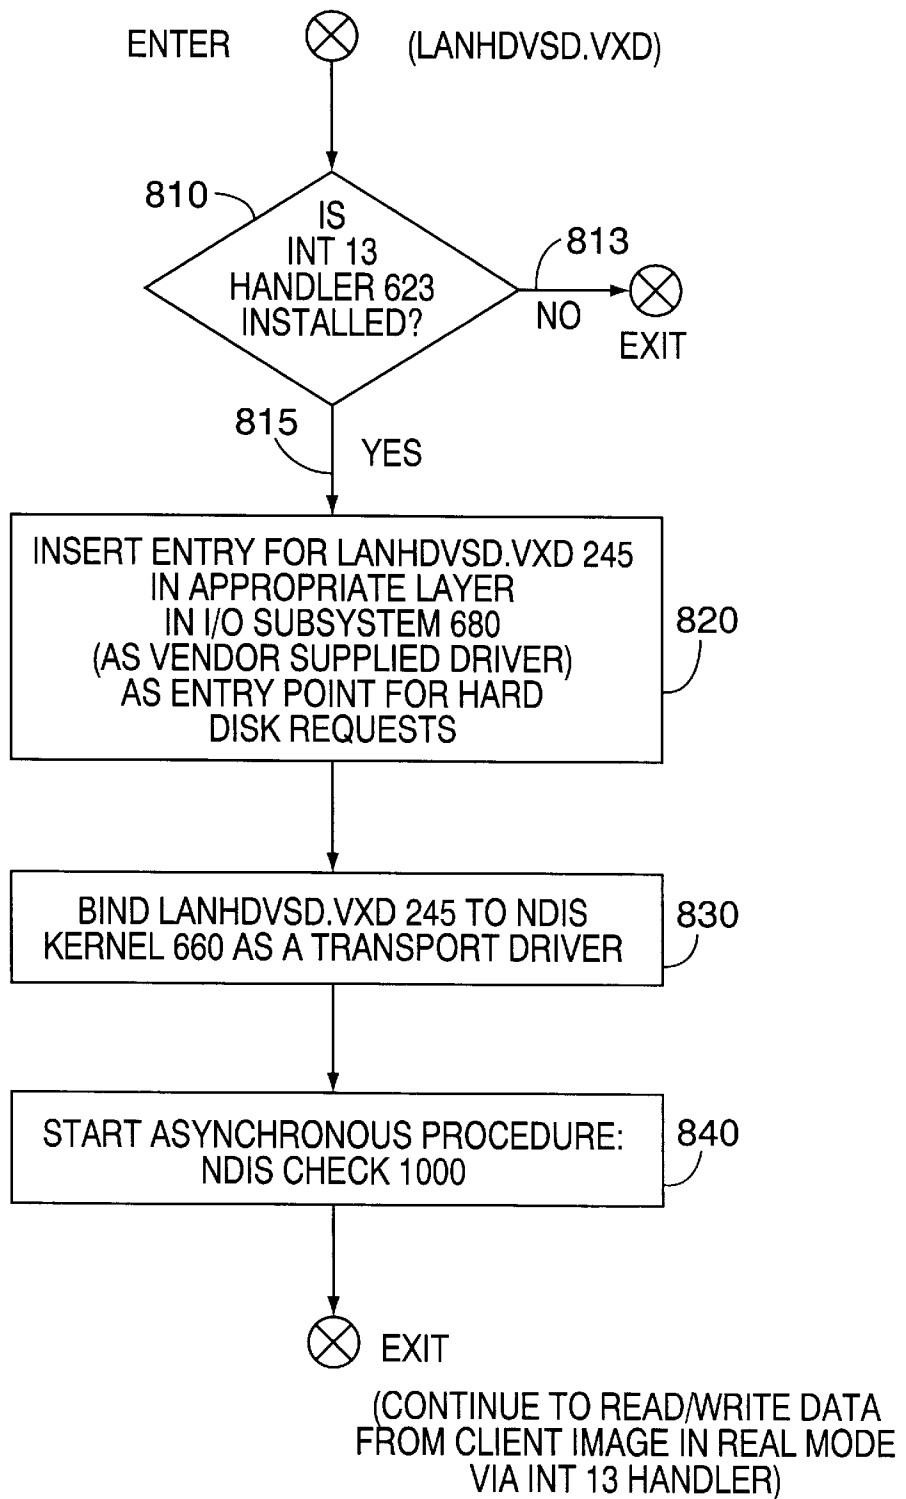 ENTER (LANHDVSD.VXD)
810
IS
INT 13
HANDLER 623
INSTALLED?
813
NO
EXIT
815
YES
INSERT ENTRY FOR LANHDVSD.VXD 245
IN APPROPRIATE LAYER
IN I/O SUBSYSTEM 680
(AS VENDOR SUPPLIED DRIVER)
AS ENTRY POINT FOR HARD
DISK REQUESTS
820
BIND LANHDVSD.VXD 245 TO NDIS
KERNEL 660 AS A TRANSPORT DRIVER
830
START ASYNCHRONOUS PROCEDURE:
NDIS CHECK 1000
840
EXIT
(CONTINUE TO READ/WRITE DATA
FROM CLIENT IMAGE IN REAL MODE
VIA INT 13 HANDLER)